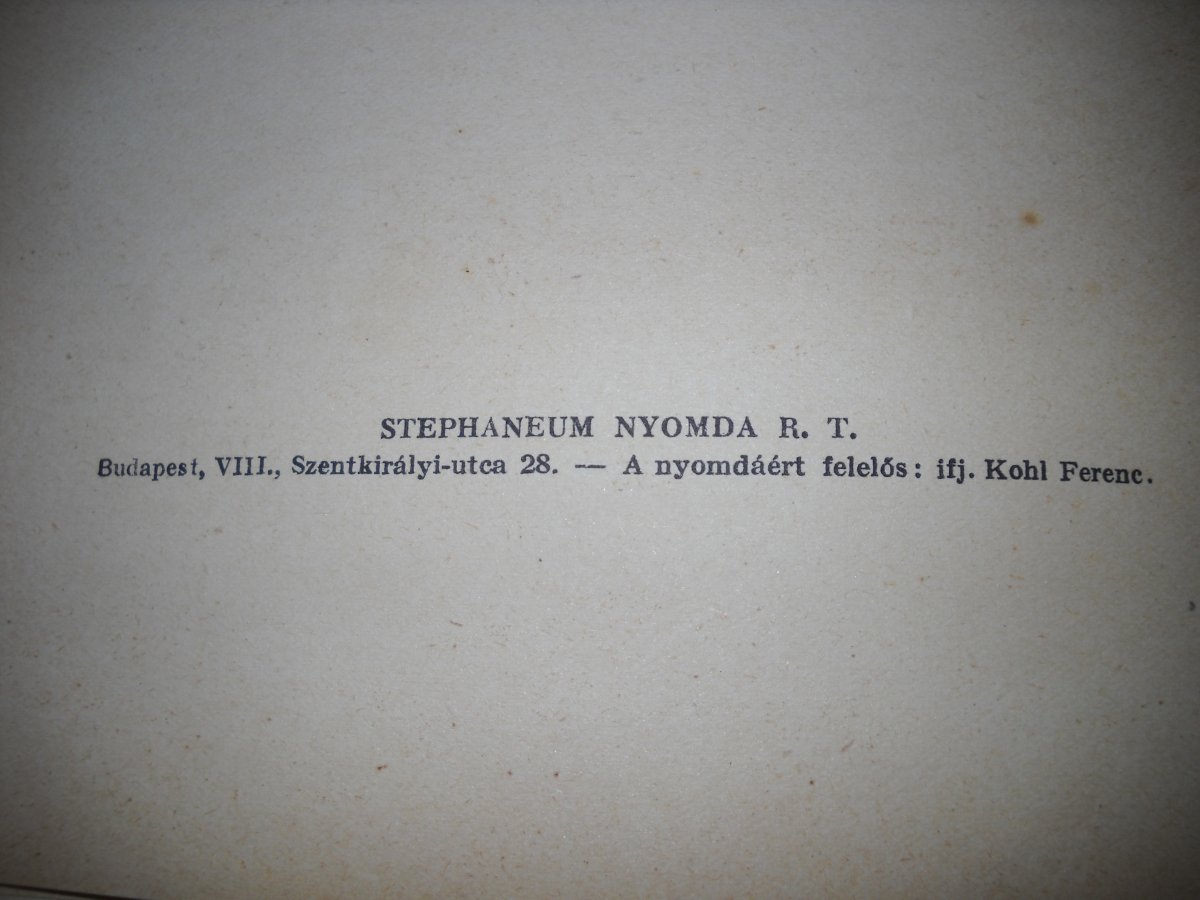 STEPHANEUM NYOMDA R. T.
Budapest, VIII., Szentkirályi-utca 28. — A nyomdáért felelős: ifj. Kohl Ferenc.